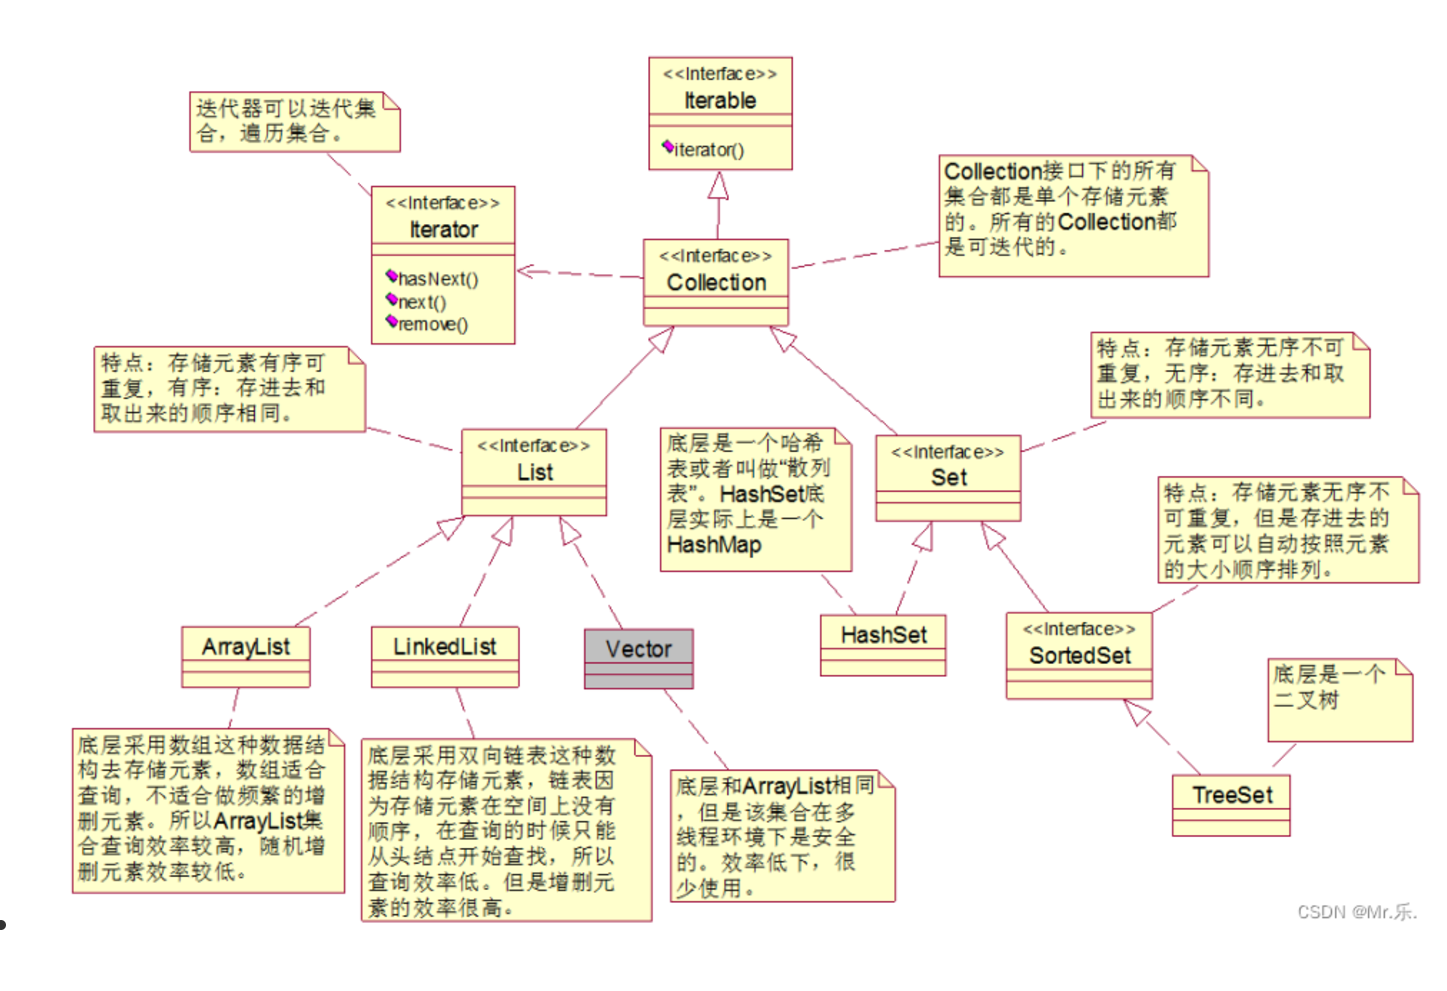 <<Interface>>
Iterable
iterator()
迭代器可以迭代集
合，遍历集合。
<<Interface>>
Iterator
hasNext()
next()
remove()
<<Interface>>
Collection
Collection接口下的所有
集合都是单个存储元素
的。所有的Collection都
是可迭代的。
特点：存储元素有序可
重复，有序：存进去和
取出来的顺序相同。
<<Interface>>
List
底层是一个哈希
表或者叫做“散列
表”。HashSet底
层实际上是一个
HashMap
<<Interface>>
Set
特点：存储元素无序不可
重复，无序：存进去和取
出来的顺序不同。
特点：存储元素无序不
可重复，但是存进去的
元素可以自动按照元素
的大小顺序排列。
ArrayList
LinkedList
Vector
HashSet
<<Interface>>
SortedSet
底层是一个
二叉树
TreeSet
底层采用数组这种数据结
构去存储元素，数组适合
查询，不适合做频繁的增
删元素。所以ArrayList集
合查询效率较高，随机增
删元素效率较低。
底层采用双向链表这种数
据结构存储元素，链表因
为存储元素在空间上没有
顺序，在查询的时候只能
从头结点开始查找，所以
查询效率低。但是增删元
素的效率很高。
底层和ArrayList相同
，但是该集合在多
线程环境下是安全
的。效率低下，很
少使用。
CSDN @Mr.乐.